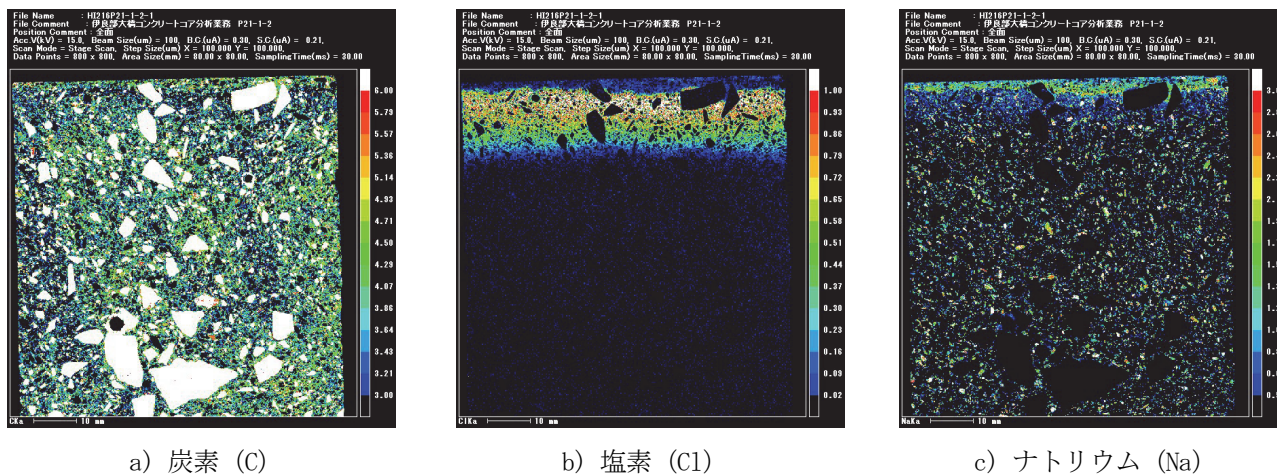 File Name : HI216P21-1-2-1
File Comment : 伊良部大橋コンクリートコア分析業務 P21-1-2
Position Comment : 全面
Acc.V(kV) = 15.0, Beam Size(um) = 100, B.C.(uA) = 0.30, S.C.(uA) = 0.21,
Scan Mode = Stage Scan, Step Size(um) X = 100.000 Y = 100.000,
Data Points = 800 x 800, Area Size(mm) = 80.00 x 80.00, SamplingTime(ms) = 30.00
6.00
5.79
5.57
5.36
5.14
4.93
4.71
4.50
4.29
4.07
3.86
3.64
3.43
3.21
3.00
CKa 10 mm
File Name : HI216P21-1-2-1
File Comment : 伊良部大橋コンクリートコア分析業務 P21-1-2
Position Comment : 全面
Acc.V(kV) = 15.0, Beam Size(um) = 100, B.C.(uA) = 0.30, S.C.(uA) = 0.21,
Scan Mode = Stage Scan, Step Size(um) X = 100.000 Y = 100.000,
Data Points = 800 x 800, Area Size(mm) = 80.00 x 80.00, SamplingTime(ms) = 30.00
1.00
0.93
0.86
0.79
0.72
0.65
0.58
0.51
0.44
0.37
0.30
0.23
0.16
0.09
0.02
ClKa 10 mm
File Name : HI216P21-1-2-1
File Comment : 伊良部大橋コンクリートコア分析業務 P21-1-2
Position Comment : 全面
Acc.V(kV) = 15.0, Beam Size(um) = 100, B.C.(uA) = 0.30, S.C.(uA) = 0.21,
Scan Mode = Stage Scan, Step Size(um) X = 100.000 Y = 100.000,
Data Points = 800 x 800, Area Size(mm) = 80.00 x 80.00, SamplingTime(ms) = 30.00
NaKa 10 mm
a) 炭素 (C)
b) 塩素 (Cl)
c) ナトリウム (Na)